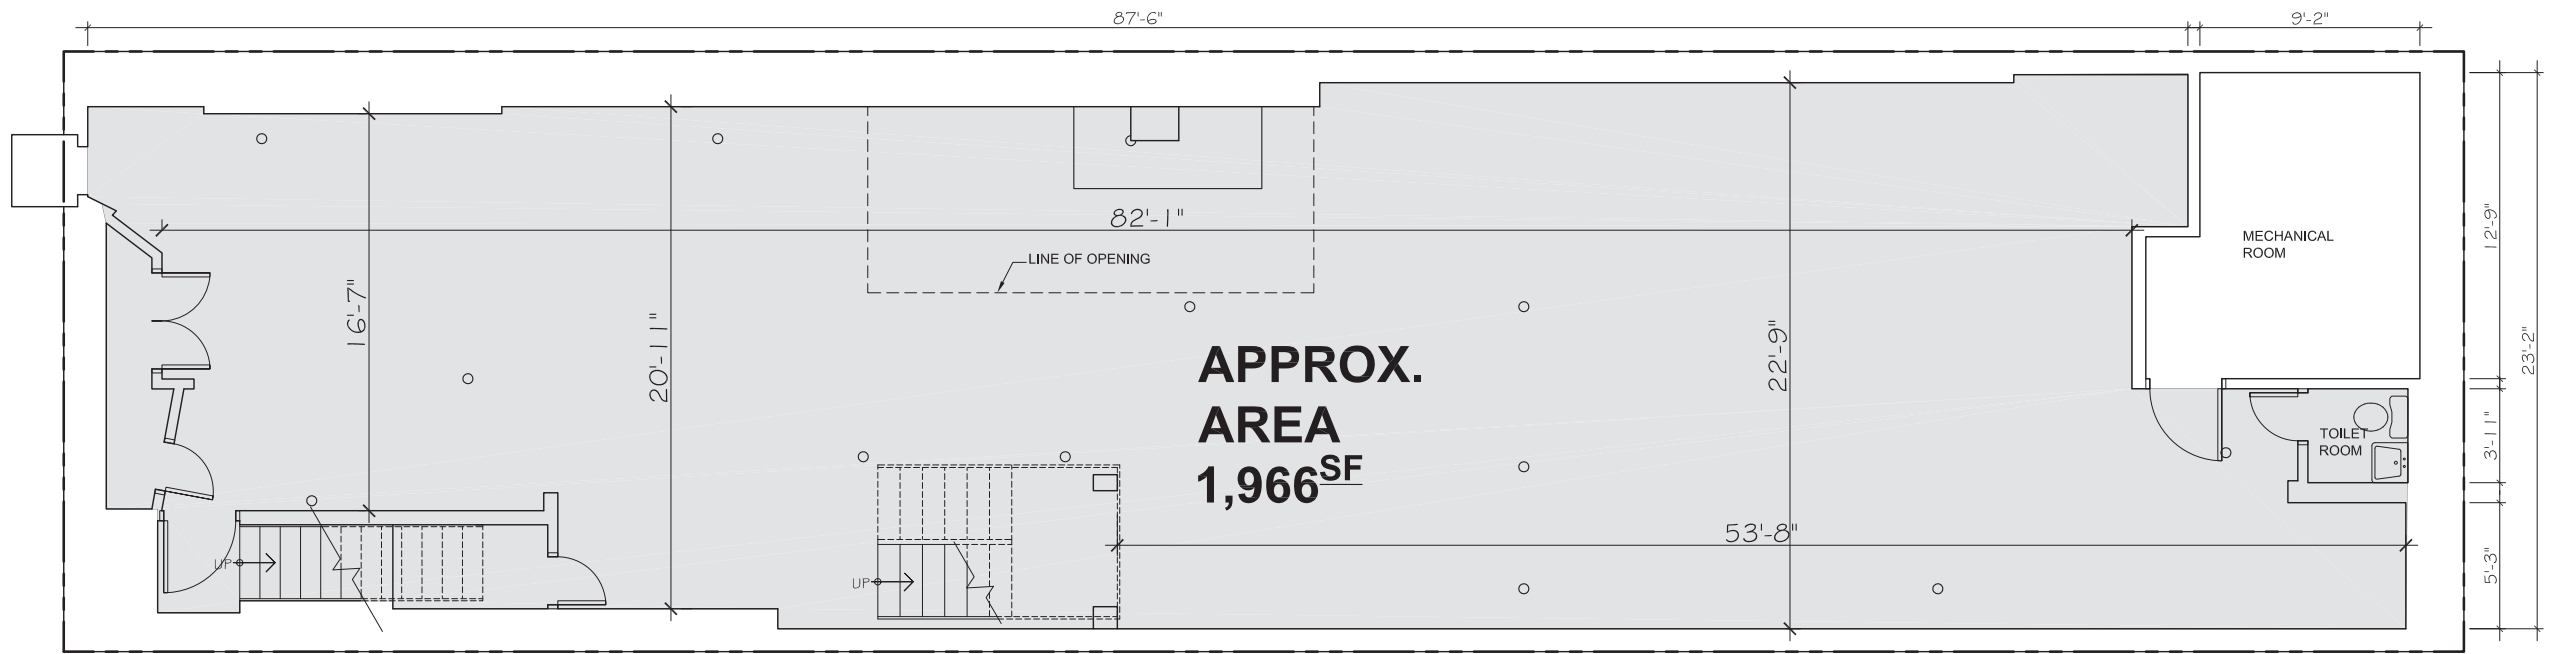 87'-6"
9'-2"
82'-1"
LINE OF OPENING
16'-7"
20'-11"
22'-9"
APPROX.
AREA
1,966SF
MECHANICAL
ROOM
12'-9"
23'-2"
3'-11"
TOILET
ROOM
53'-8"
5'-3"
UP
UP